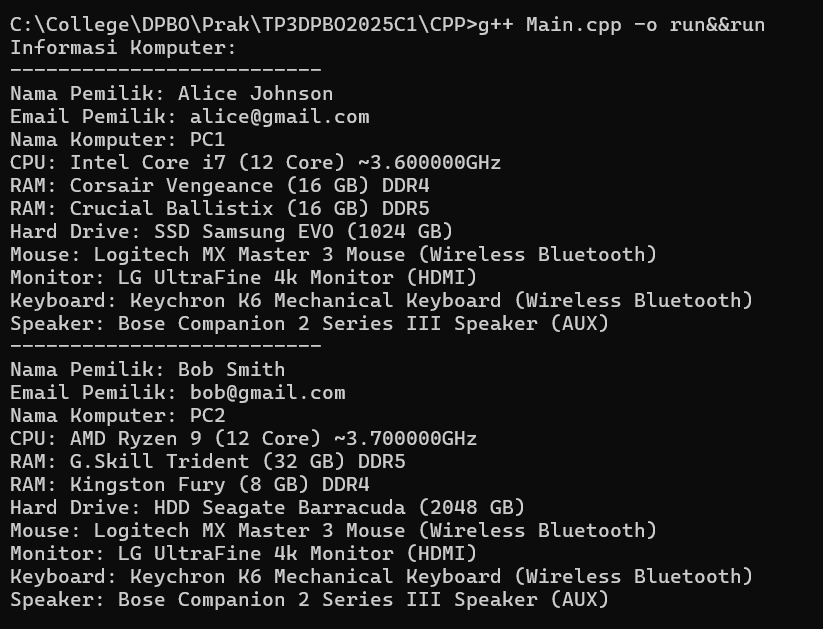 C:\College\DPBO\Prak\TP3DPBO2025C1\CPP>g++ Main.cpp -o run&&run
Informasi Komputer:
--------------------------
Nama Pemilik: Alice Johnson
Email Pemilik: alice@gmail.com
Nama Komputer: PC1
CPU: Intel Core i7 (12 Core) ~3.600000GHz
RAM: Corsair Vengeance (16 GB) DDR4
RAM: Crucial Ballistix (16 GB) DDR5
Hard Drive: SSD Samsung EVO (1024 GB)
Mouse: Logitech MX Master 3 Mouse (Wireless Bluetooth)
Monitor: LG UltraFine 4k Monitor (HDMI)
Keyboard: Keychron K6 Mechanical Keyboard (Wireless Bluetooth)
Speaker: Bose Companion 2 Series III Speaker (AUX)
--------------------------
Nama Pemilik: Bob Smith
Email Pemilik: bob@gmail.com
Nama Komputer: PC2
CPU: AMD Ryzen 9 (12 Core) ~3.700000GHz
RAM: G.Skill Trident (32 GB) DDR5
RAM: Kingston Fury (8 GB) DDR4
Hard Drive: HDD Seagate Barracuda (2048 GB)
Mouse: Logitech MX Master 3 Mouse (Wireless Bluetooth)
Monitor: LG UltraFine 4k Monitor (HDMI)
Keyboard: Keychron K6 Mechanical Keyboard (Wireless Bluetooth)
Speaker: Bose Companion 2 Series III Speaker (AUX)